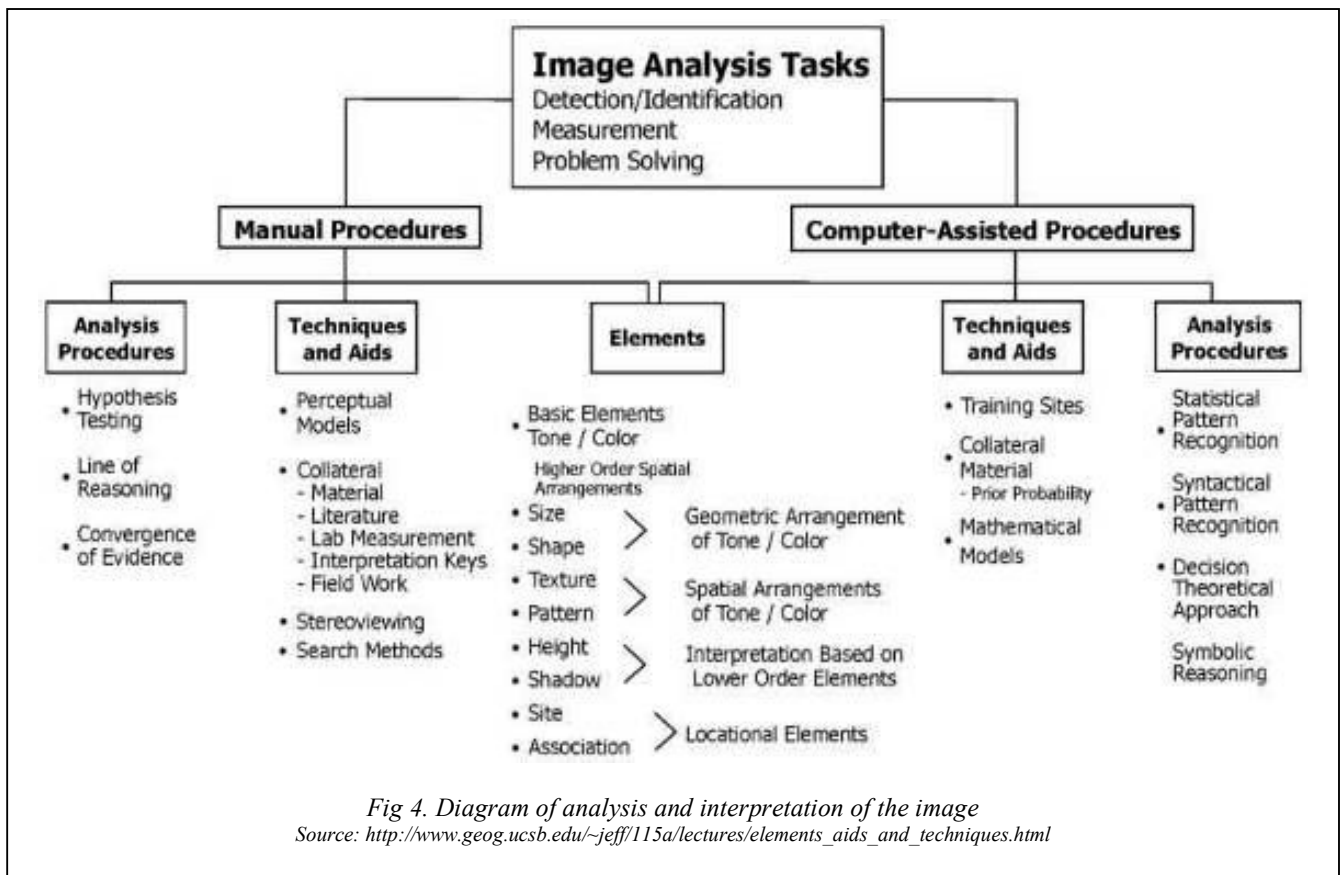 Image Analysis Tasks
Detection/Identification
Measurement
Problem Solving
Manual Procedures
Computer-Assisted Procedures
Analysis
Procedures
• Hypothesis
Testing
• Line of
Reasoning
• Convergence
of Evidence
Techniques
and Aids
• Perceptual
Models
• Collateral
- Material
- Literature
- Lab Measurement
- Interpretation Keys
- Field Work
• Stereoviewing
• Search Methods
Elements
• Basic Elements
Tone / Color
Higher Order Spatial
Arrangements
• Size
• Shape
> Geometric Arrangement
of Tone / Color
• Texture
• Pattern
> Spatial Arrangements
of Tone / Color
• Height
• Shadow
> Interpretation Based on
Lower Order Elements
• Site
• Association
> Locational Elements
Techniques
and Aids
• Training Sites
• Collateral
Material
- Prior Probability
• Mathematical
Models
Analysis
Procedures
Statistical
• Pattern
Recognition
Syntactical
• Pattern
Recognition
• Decision
Theoretical
Approach
Symbolic
Reasoning
Fig 4. Diagram of analysis and interpretation of the image
Source: http://www.geog.ucsb.edu/~jeff/115a/lectures/elements_aids_and_techniques.html